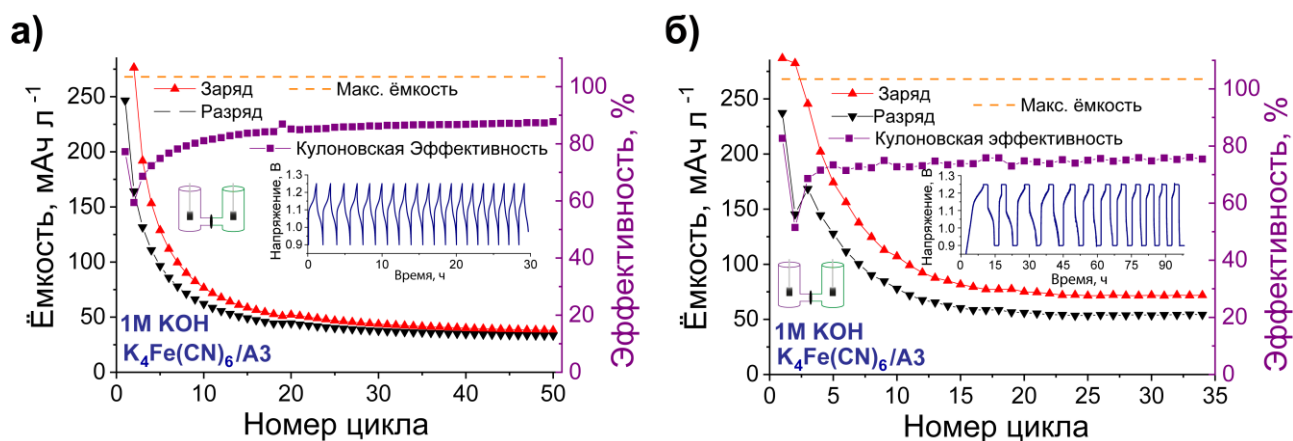 а)
Ёмкость, мАч л⁻¹
250
200
150
100
50
0
Заряд
Разряд
Макс. ёмкость
Кулоновская Эффективность
Напряжение, В
1.3
1.2
1.1
1.0
0.9
0 10 20 30
Время, ч
1М KOH
K₄Fe(CN)₆/A3
0 10 20 30 40 50
Номер цикла
100
80
60
40
20
0
Эффективность, %
б)
Ёмкость, мАч л⁻¹
250
200
150
100
50
0
Заряд
Разряд
Макс. ёмкость
Кулоновская эффективность
Напряжение, В
1.3
1.2
1.1
1.0
0.9
0 15 30 45 60 75 90
Время, ч
1М KOH
K₄Fe(CN)₆/A3
0 5 10 15 20 25 30 35
Номер цикла
100
80
60
40
20
0
Эффективность, %